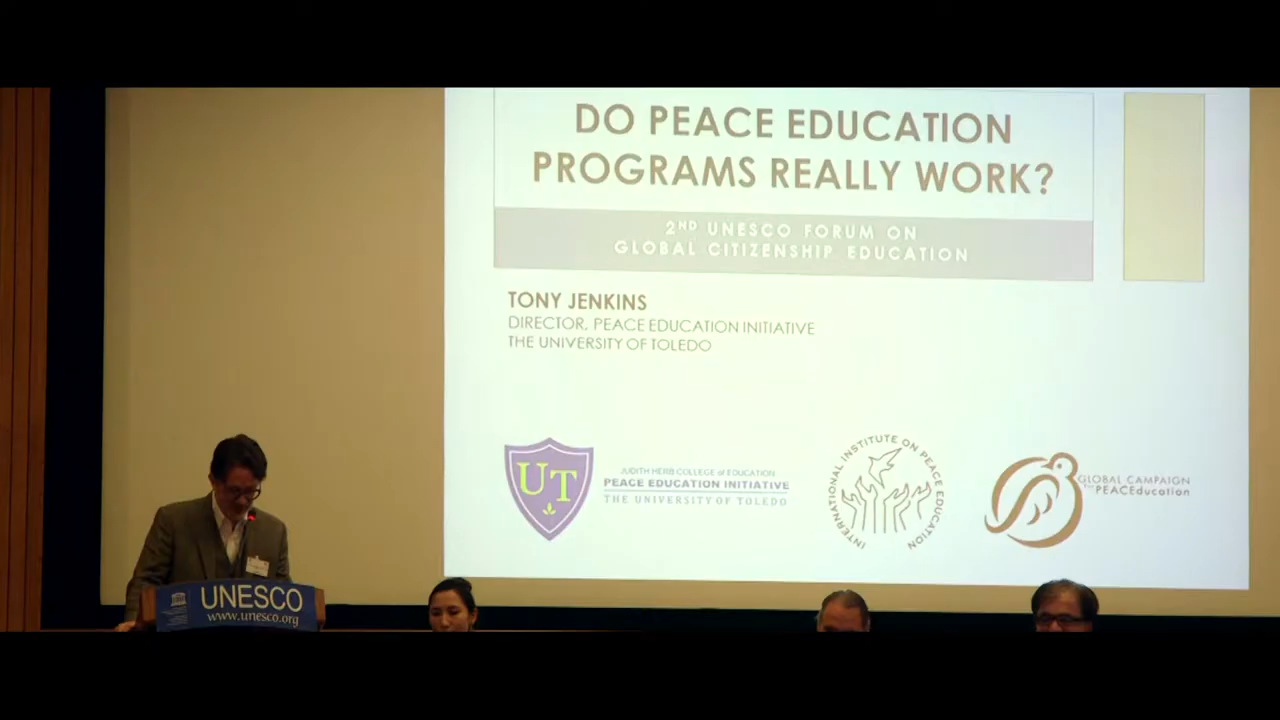 DO PEACE EDUCATION
PROGRAMS REALLY WORK?
2ND UNESCO FORUM ON
GLOBAL CITIZENSHIP EDUCATION
TONY JENKINS
DIRECTOR, PEACE EDUCATION INITIATIVE
THE UNIVERSITY OF TOLEDO
UT
JUDITH HERB COLLEGE of EDUCATION
PEACE EDUCATION INITIATIVE
THE UNIVERSITY OF TOLEDO
INTERNATIONAL INSTITUTE ON PEACE EDUCATION
GLOBAL CAMPAIGN
for PEACEducation
UNESCO
www.unesco.org